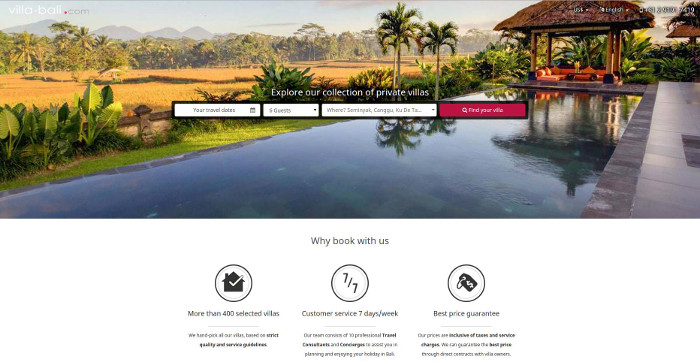 villa-bali.com
US$ English
Explore our collection of private villas
Your travel dates 6 Guests Where? Seminyak, Canggu, Ku De Ta... Find your villa
Why book with us
7/7
More than 400 selected villas Customer service 7 days/week Best price guarantee
We hand-pick all our villas, based on strict Our team consists of 10 professional Travel Our prices are inclusive of taxes and service
quality and service guidelines. Consultants and Concierges to assist you in charges. We can guarantee the best price
planning and enjoying your holiday in Bali. through direct contracts with villa owners.